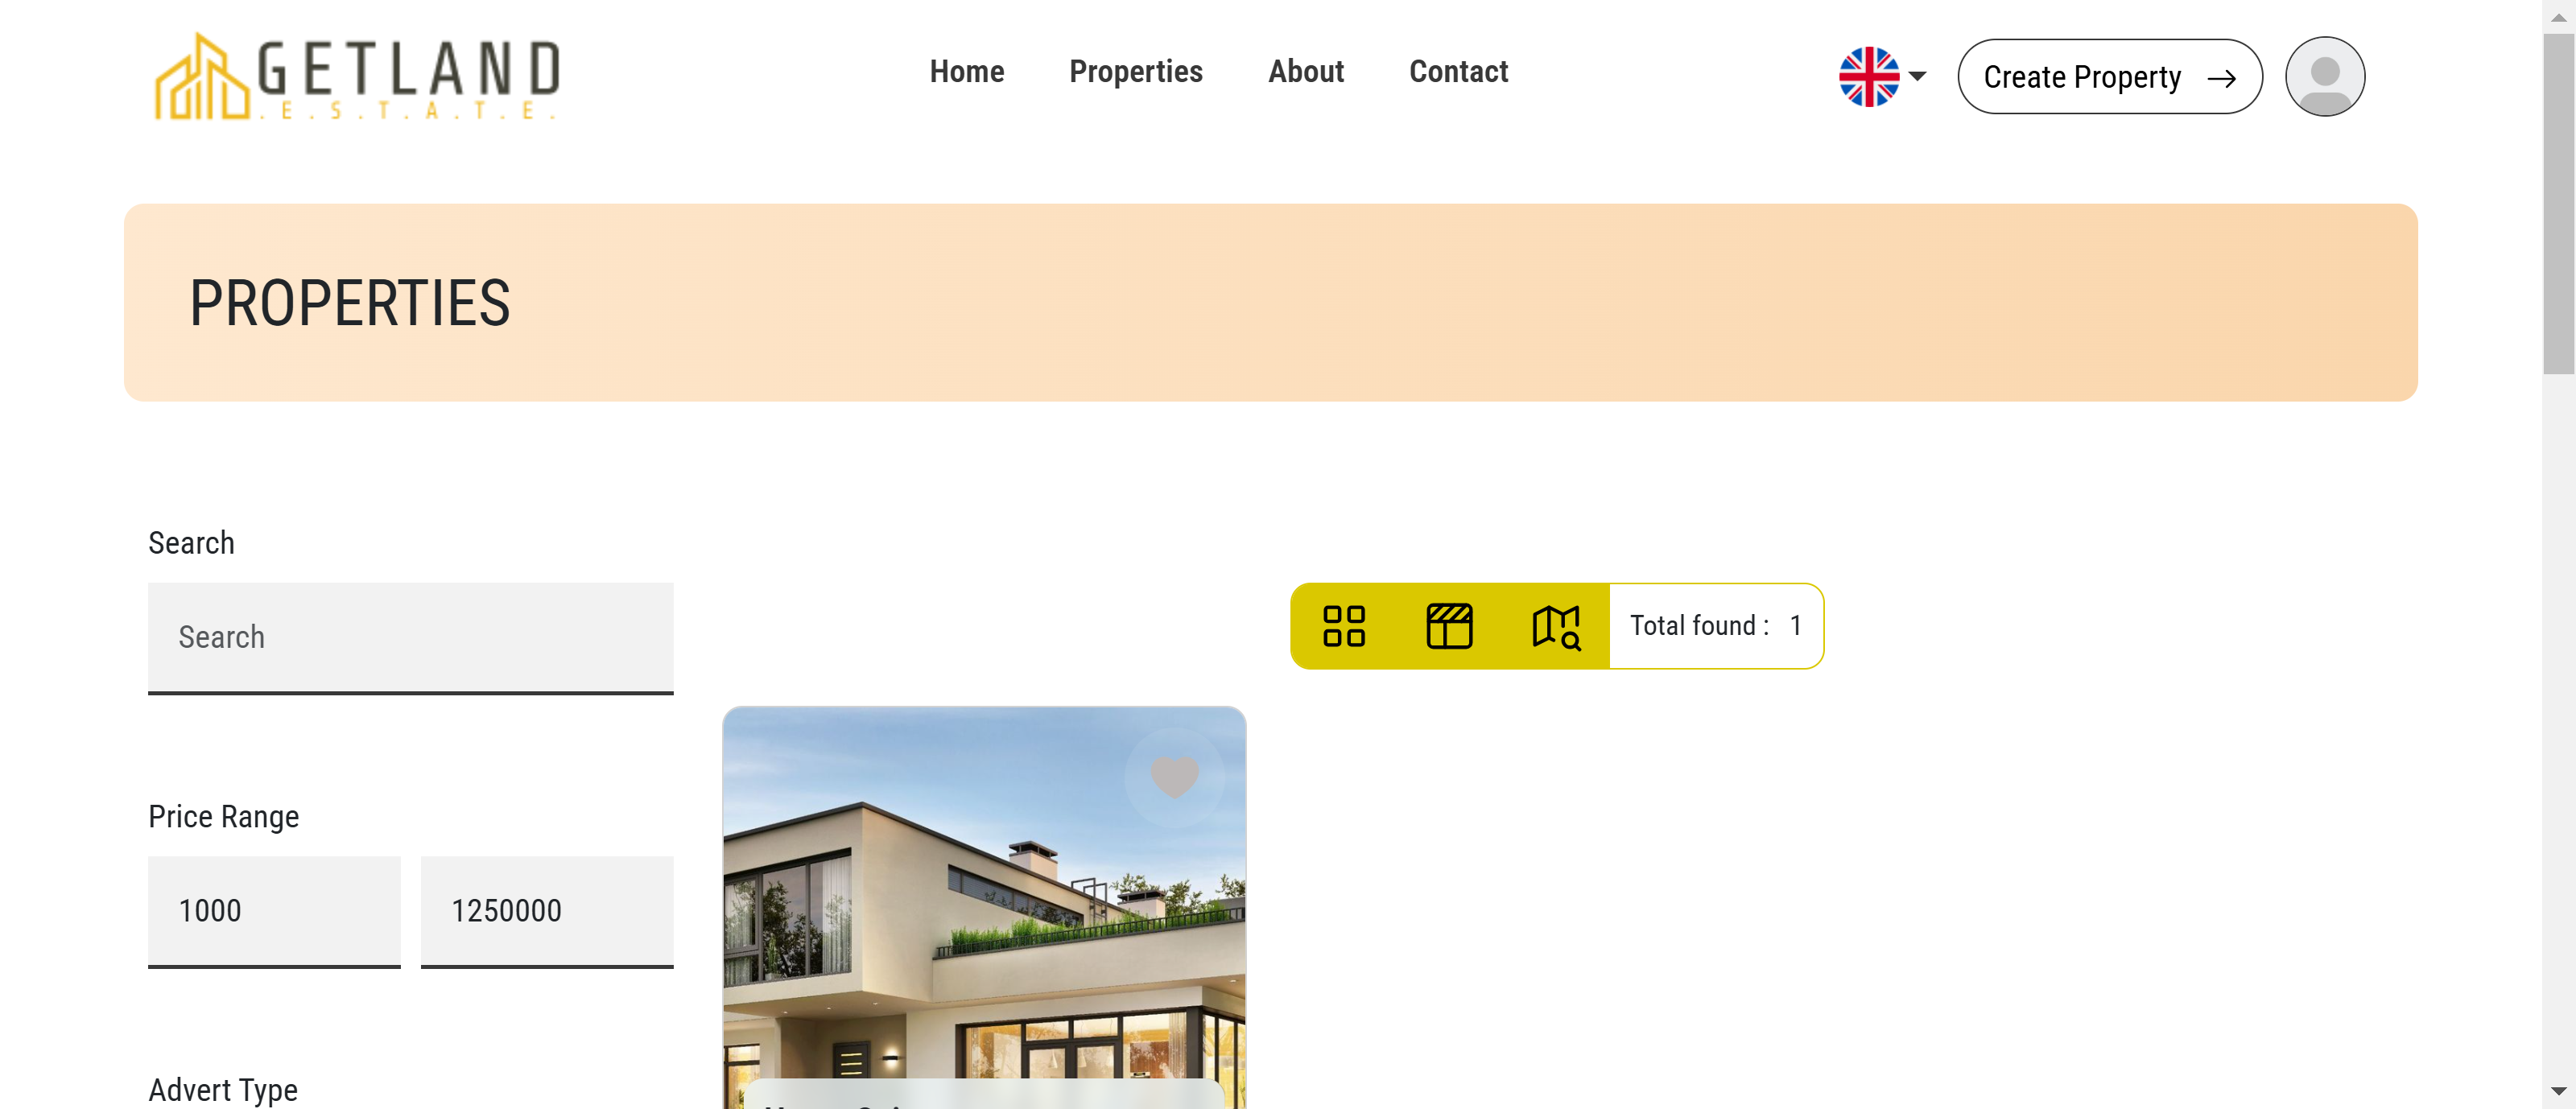 GETLAND
.E.S.T.A.T.E.
Home Properties About Contact
Create Property
PROPERTIES
Search
Search
Total found : 1
Price Range
1000 1250000
Advert Type